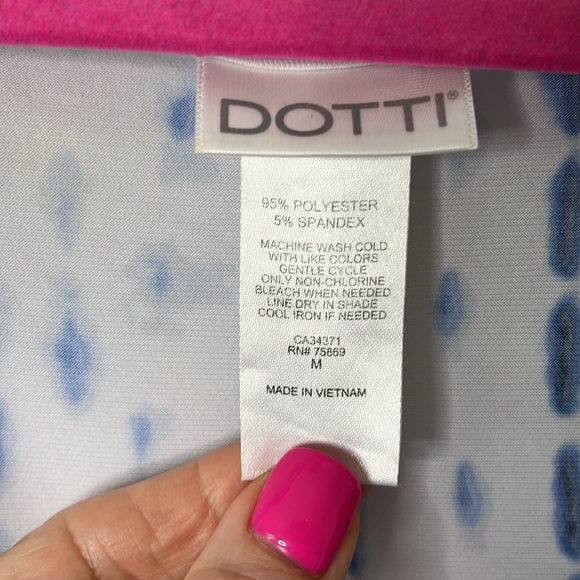 DOTTI®
95% POLYESTER
5% SPANDEX
MACHINE WASH COLD
WITH LIKE COLORS
GENTLE CYCLE
ONLY NON-CHLORINE
BLEACH WHEN NEEDED
LINE DRY IN SHADE
COOL IRON IF NEEDED
CA34371
RN# 75869
M
MADE IN VIETNAM